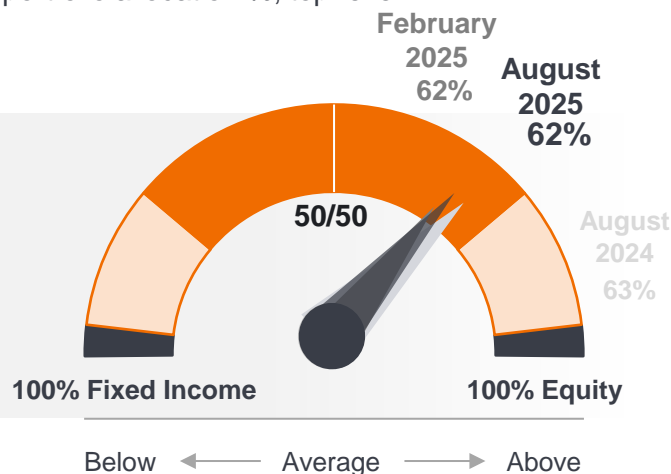 February
2025
62%
August
2025
62%
50/50
August
2024
63%
100% Fixed Income
100% Equity
Below
Average
Above